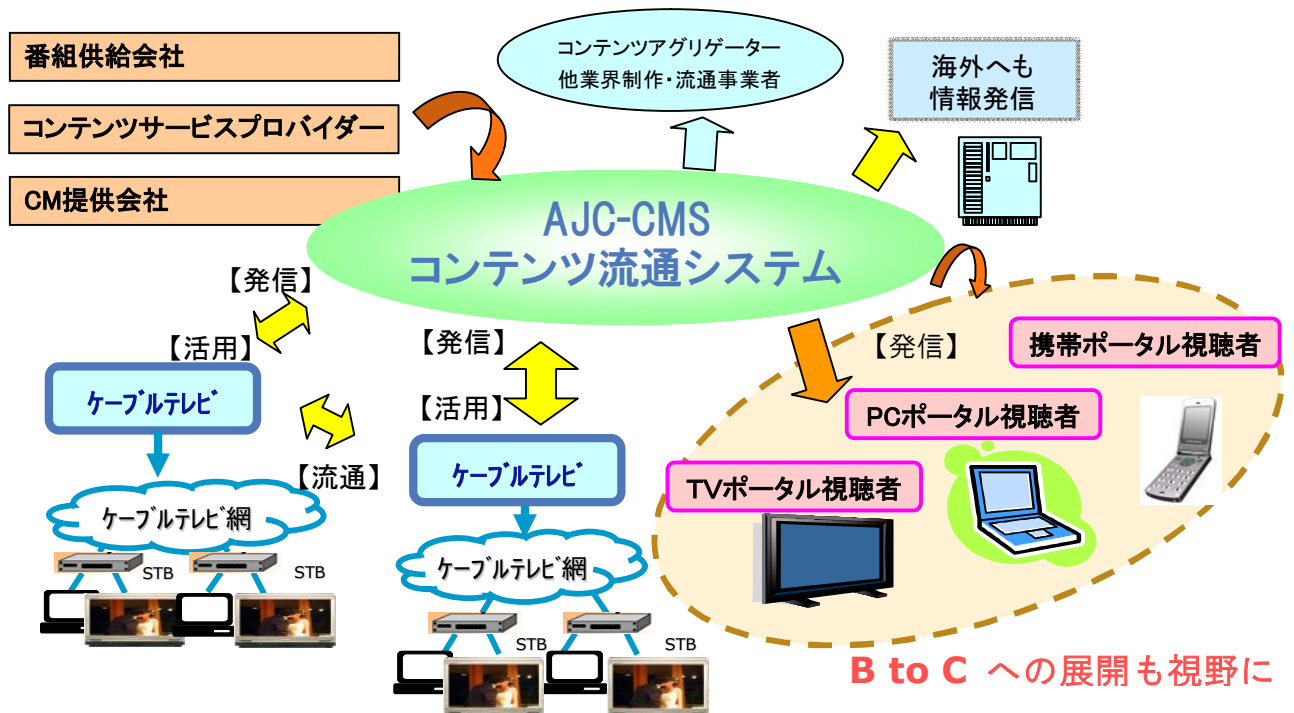 番組供給会社
コンテンツサービスプロバイダー
CM提供会社
コンテンツアグリゲーター
他業界制作・流通事業者
海外へも
情報発信
AJC-CMS
コンテンツ流通システム
【発信】
【活用】
ケーブルテレビ
【流通】
ケーブルテレビ網
STB
STB
【発信】
【活用】
ケーブルテレビ
ケーブルテレビ網
STB
STB
【発信】
携帯ポータル視聴者
PCポータル視聴者
TVポータル視聴者
B to C への展開も視野に